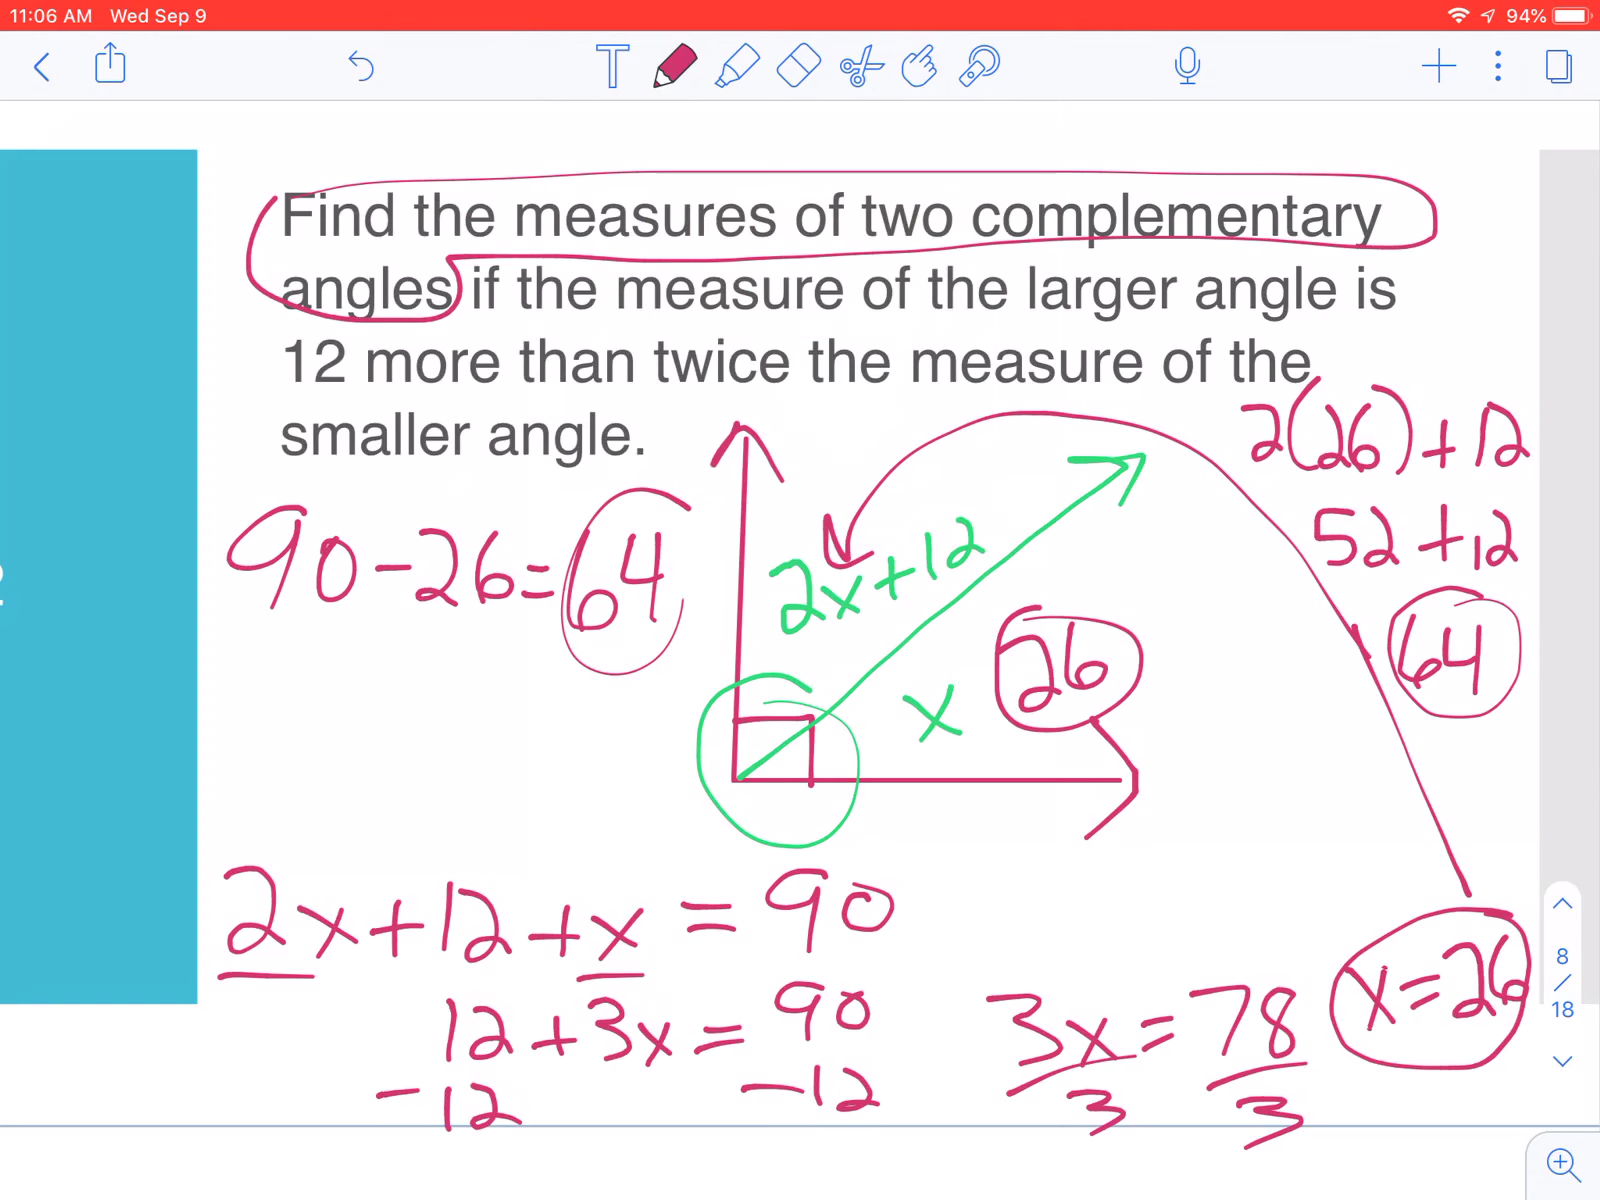 11:06 AM Wed Sep 9
94%
T
Find the measures of two complementary
angles if the measure of the larger angle is
12 more than twice the measure of the
smaller angle.
2(26)+12
52+12
64
90-26=64
2x+12
26
x
2x+12+x=90
12+3x=90
-12 -12
3x=78
3 3
x=26
8
/
18